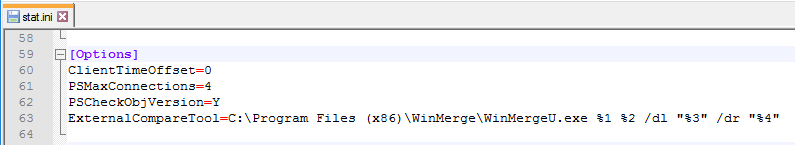 stat.ini
58
59 [Options]
60 ClientTimeOffset=0
61 PSMaxConnections=4
62 PSCheckObjVersion=Y
63 ExternalCompareTool=C:\Program Files (x86)\WinMerge\WinMergeU.exe %1 %2 /dl "%3" /dr "%4"
64